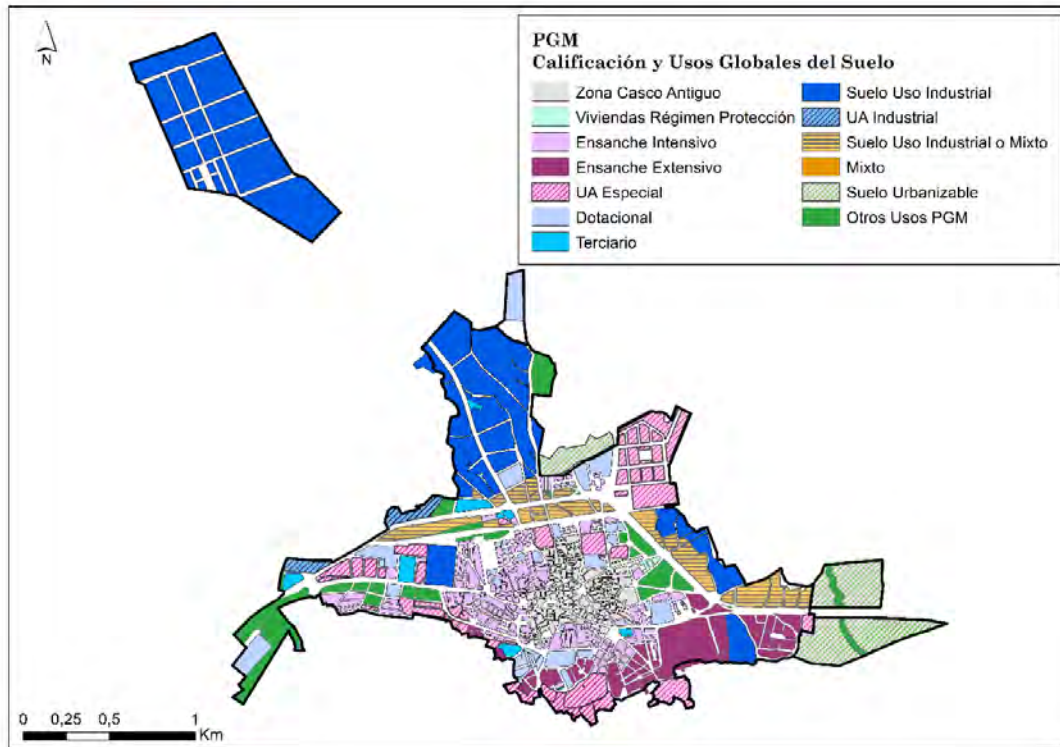 N
PGM
Calificación y Usos Globales del Suelo
Zona Casco Antiguo
Viviendas Régimen Protección
Ensanche Intensivo
Ensanche Extensivo
UA Especial
Dotacional
Terciario
Suelo Uso Industrial
UA Industrial
Suelo Uso Industrial o Mixto
Mixto
Suelo Urbanizable
Otros Usos PGM
0 0,25 0,5 1
Km